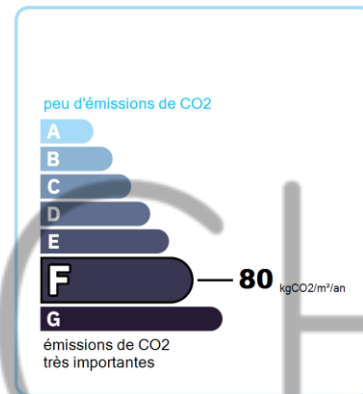 peu d'émissions de CO2
A
B
C
D
E
F 80 kgCO2/m²/an
G
émissions de CO2
très importantes